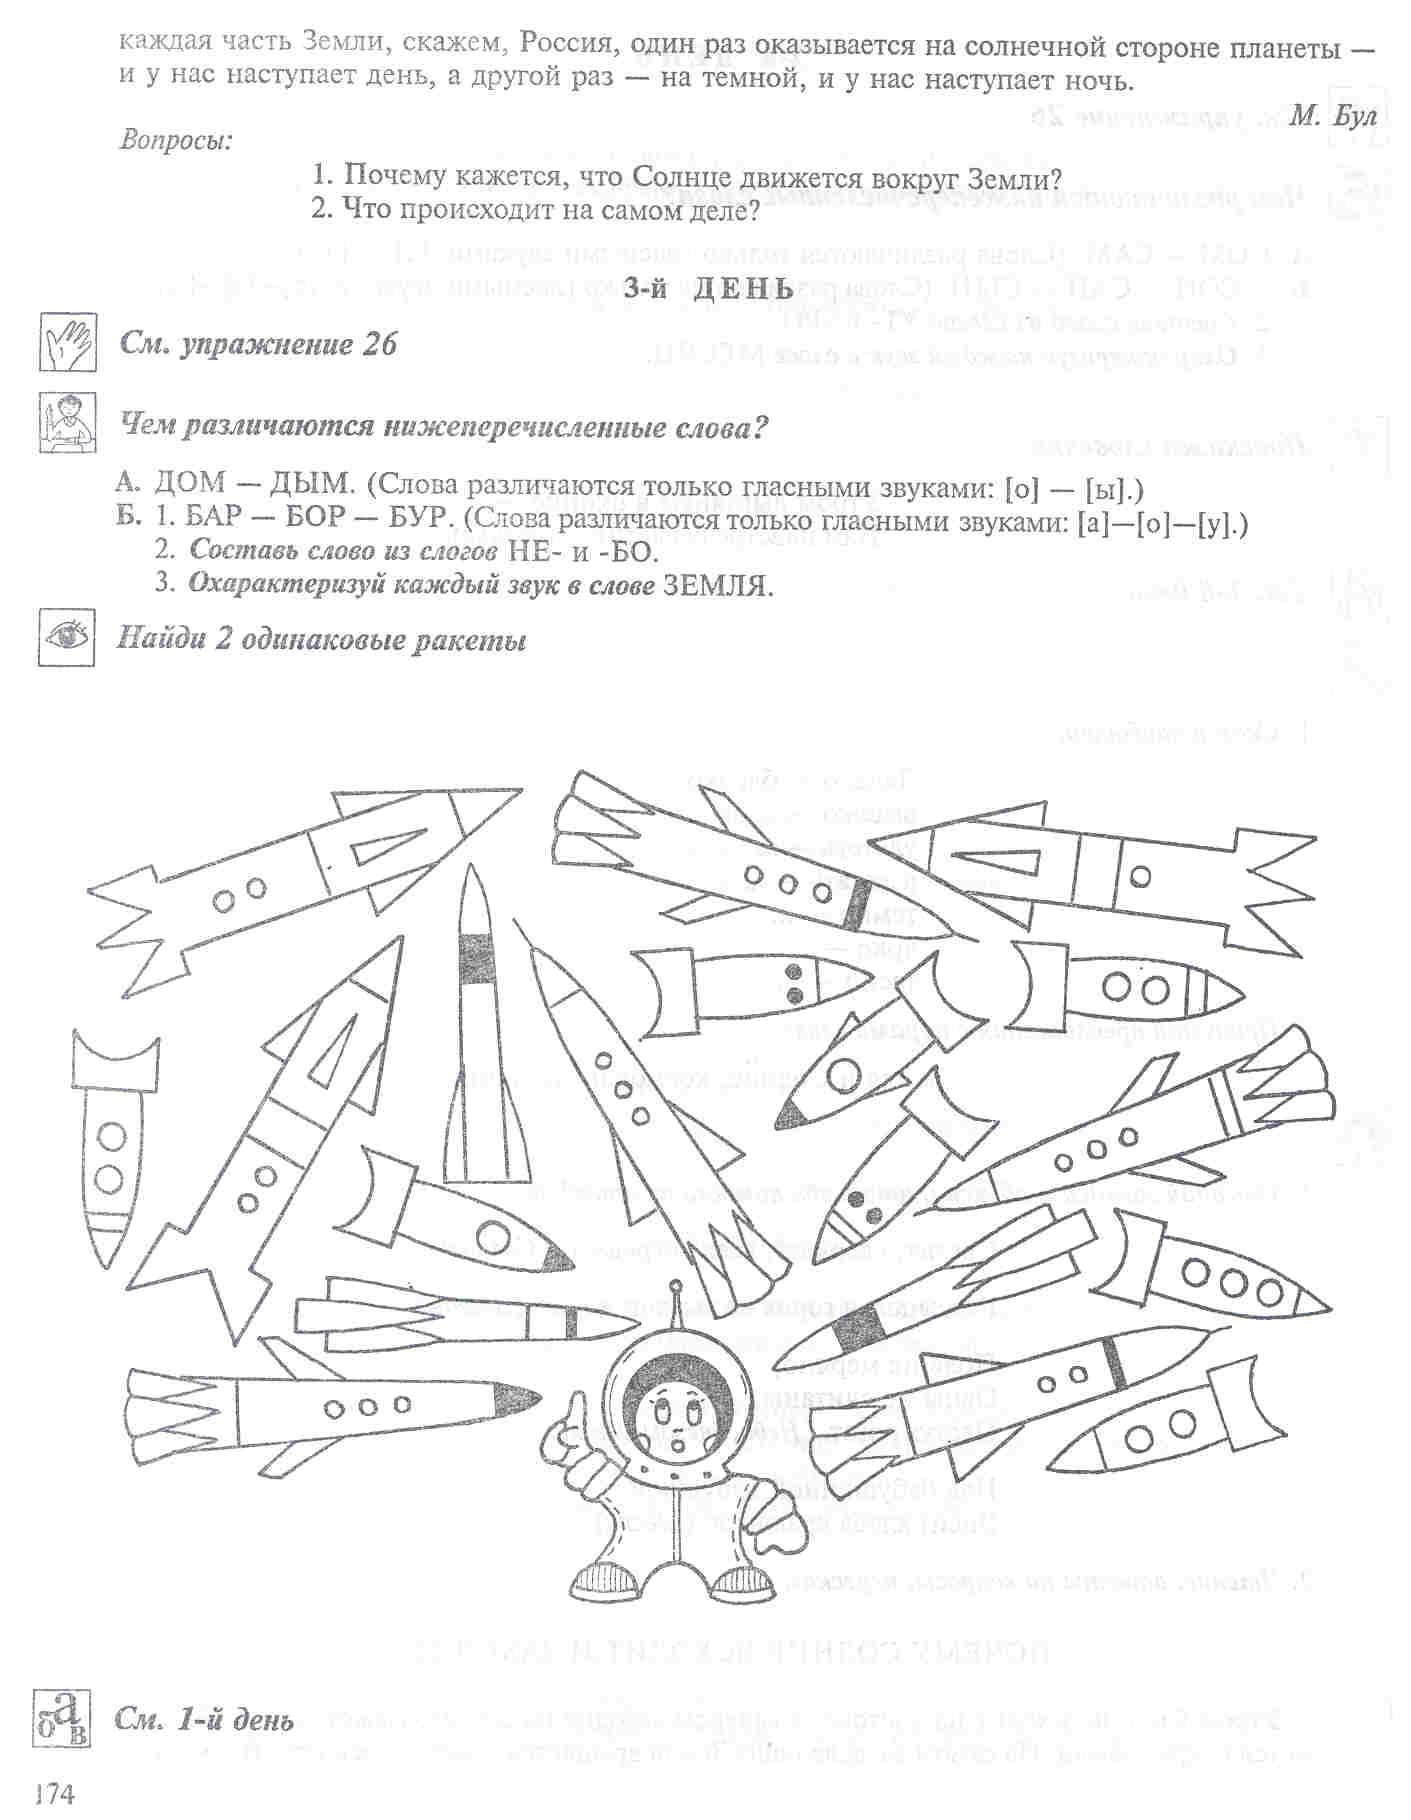 каждая часть Земли, скажем, Россия, один раз оказывается на солнечной стороне планеты —
и у нас наступает день, а другой раз — на темной, и у нас наступает ночь.
М. Бул
Вопросы:
1. Почему кажется, что Солнце движется вокруг Земли?
2. Что происходит на самом деле?
3-й ДЕНЬ
См. упражнение 26
Чем различаются нижеперечисленные слова?
А. ДОМ — ДЫМ. (Слова различаются только гласными звуками: [о] — [ы].)
Б. 1. БАР — БОР — БУР. (Слова различаются только гласными звуками: [а]—[о]—[у].)
2. Составь слово из слогов НЕ- и -БО.
3. Охарактеризуй каждый звук в слове ЗЕМЛЯ.
Найди 2 одинаковые ракеты
б а в
См. 1-й день
174